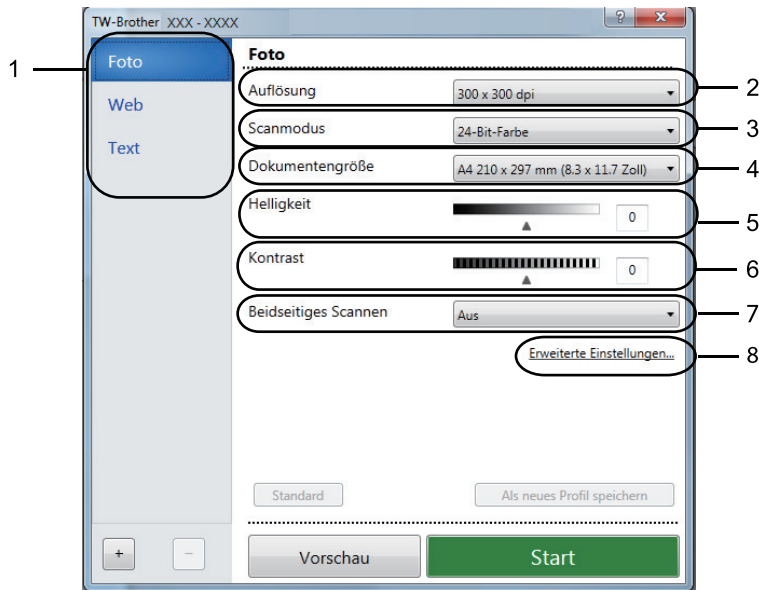 TW-Brother XXX - XXXX
?
x
1
Foto
Web
Text
Foto
Auflösung 300 x 300 dpi 2
Scanmodus 24-Bit-Farbe 3
Dokumentengröße A4 210 x 297 mm (8.3 x 11.7 Zoll) 4
Helligkeit 0 5
Kontrast 0 6
Beidseitiges Scannen Aus 7
Erweiterte Einstellungen... 8
Standard Als neues Profil speichern
+ − Vorschau Start